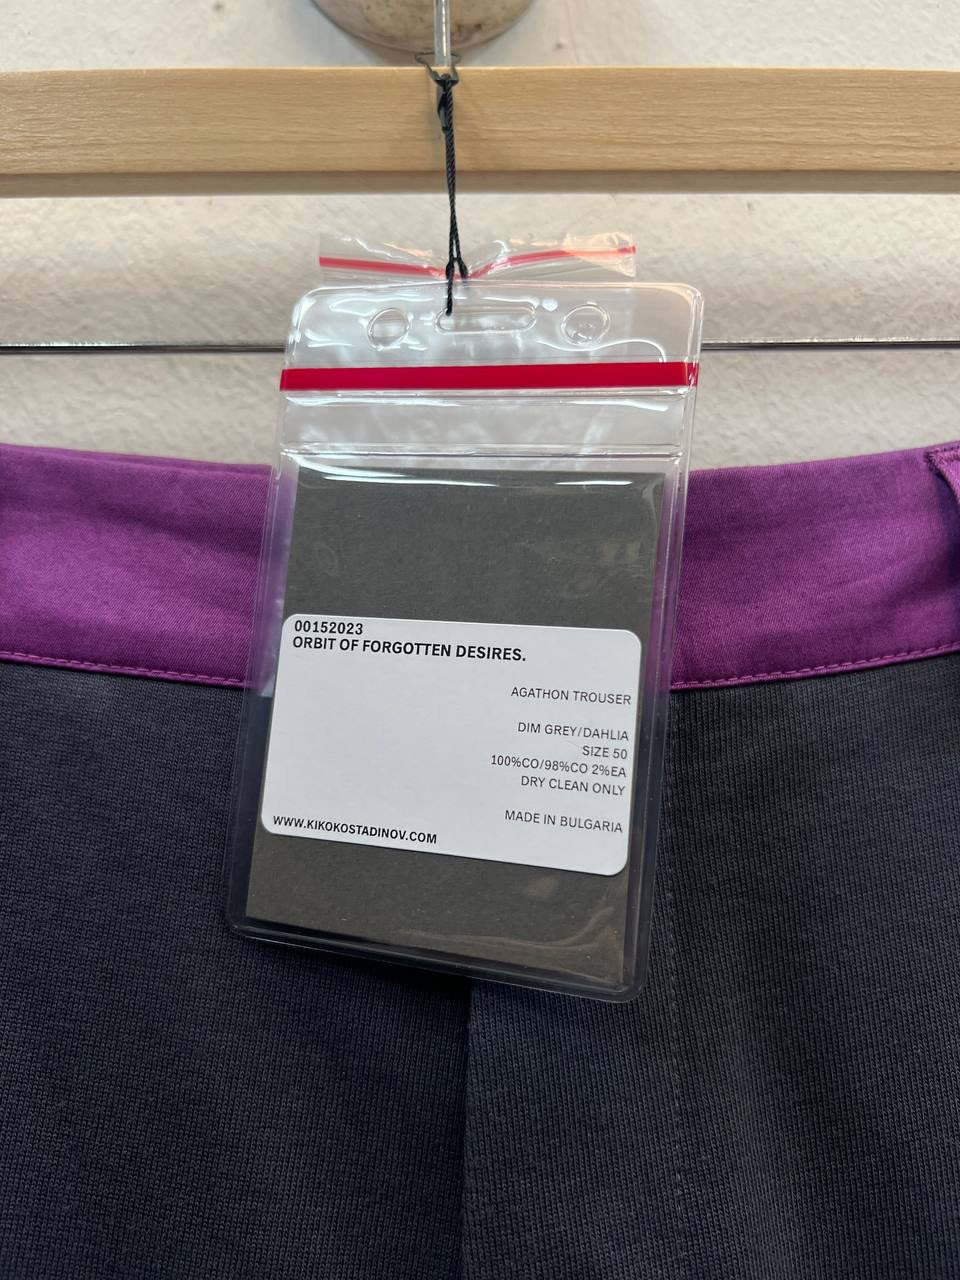 00152023
ORBIT OF FORGOTTEN DESIRES.
AGATHON TROUSER
DIM GREY/DAHLIA
SIZE 50
100%CO/98%CO 2%EA
DRY CLEAN ONLY
MADE IN BULGARIA
WWW.KIKOKOSTADINOV.COM